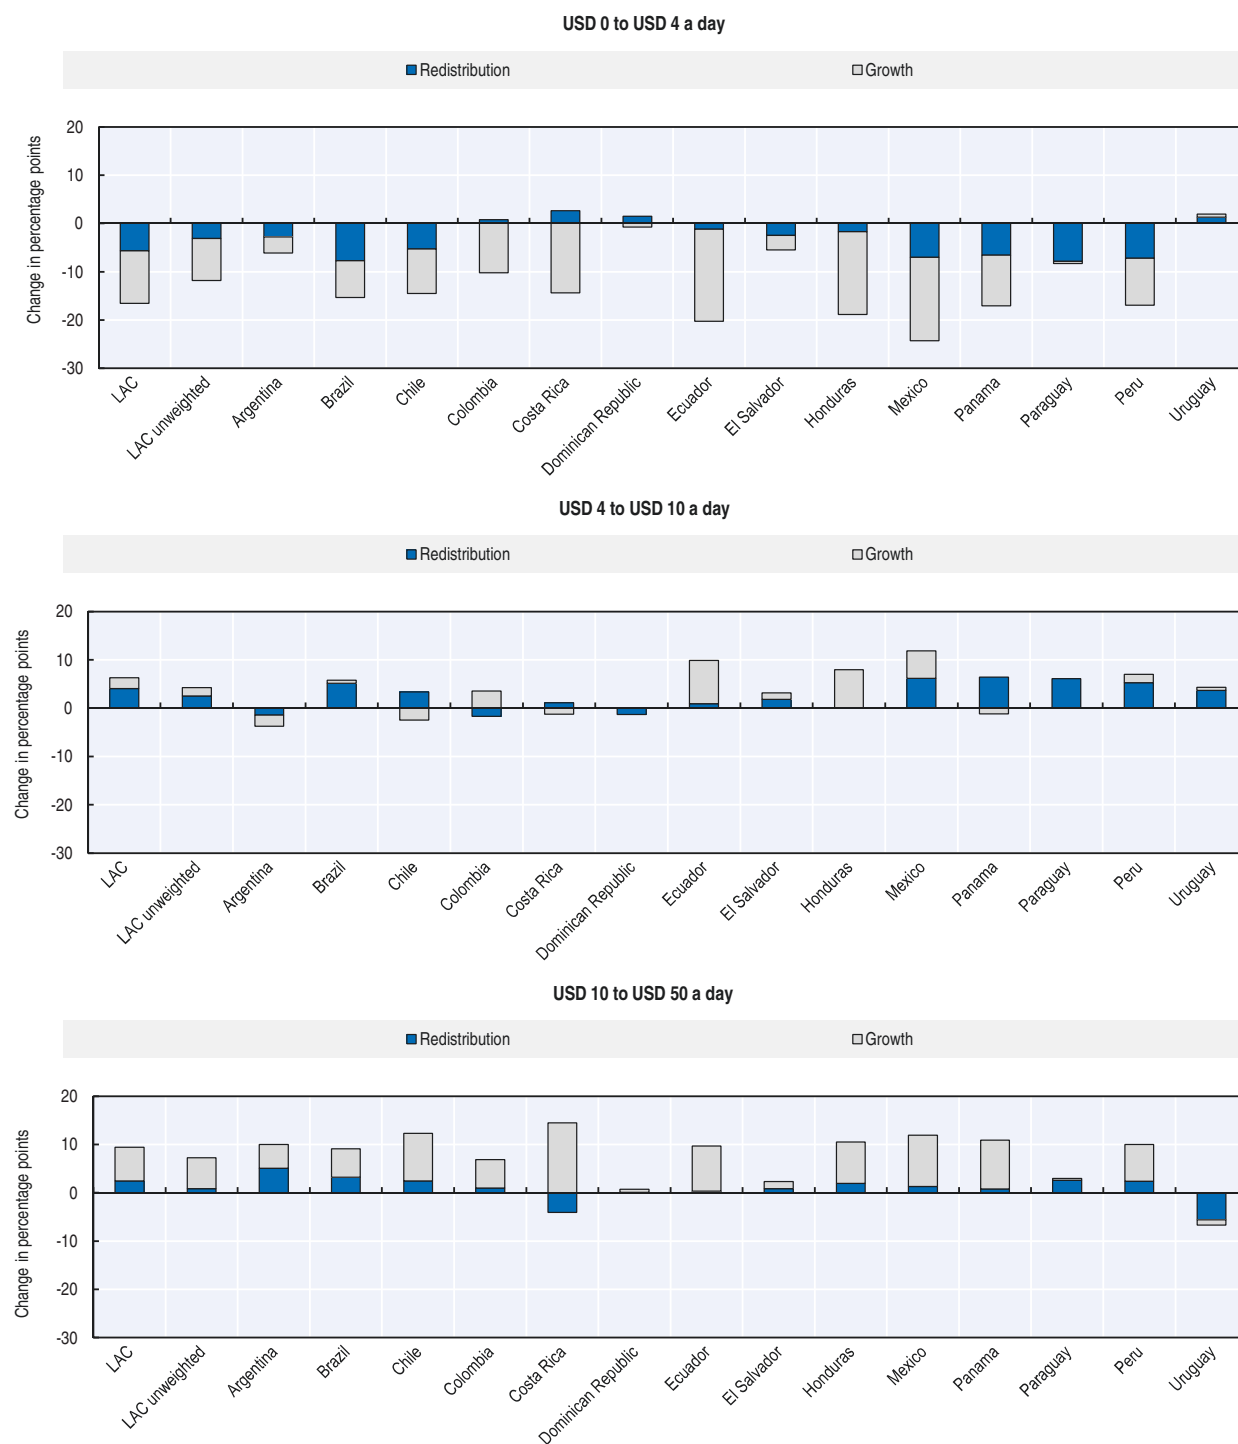 USD 0 to USD 4 a day
Redistribution
Growth
Change in percentage points
20
10
0
-10
-20
-30
LAC
LAC unweighted
Argentina
Brazil
Chile
Colombia
Costa Rica
Dominican Republic
Ecuador
El Salvador
Honduras
Mexico
Panama
Paraguay
Peru
Uruguay
USD 4 to USD 10 a day
Redistribution
Growth
Change in percentage points
20
10
0
-10
-20
-30
LAC
LAC unweighted
Argentina
Brazil
Chile
Colombia
Costa Rica
Dominican Republic
Ecuador
El Salvador
Honduras
Mexico
Panama
Paraguay
Peru
Uruguay
USD 10 to USD 50 a day
Redistribution
Growth
Change in percentage points
20
10
0
-10
-20
-30
LAC
LAC unweighted
Argentina
Brazil
Chile
Colombia
Costa Rica
Dominican Republic
Ecuador
El Salvador
Honduras
Mexico
Panama
Paraguay
Peru
Uruguay